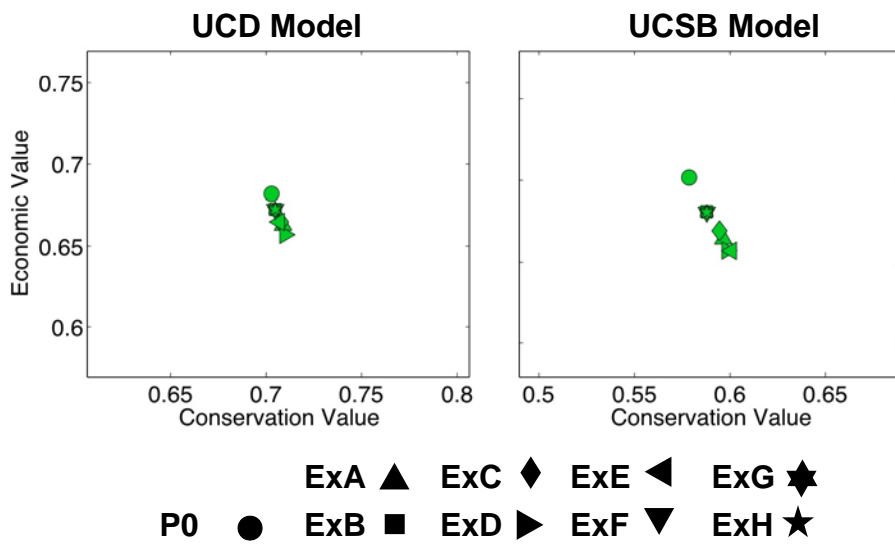 UCD Model
UCSB Model
Economic Value
0.75
0.7
0.65
0.6
0.65 0.7 0.75 0.8
Conservation Value
0.5 0.55 0.6 0.65
Conservation Value
ExA ExC ExE ExG
P0 ExB ExD ExF ExH